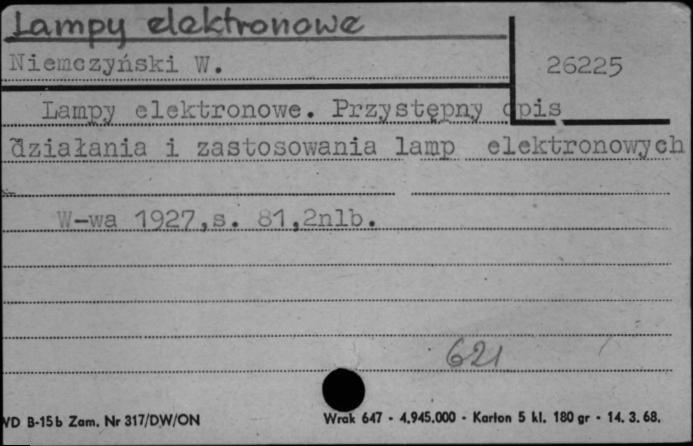 Lampy elektronowe
Niemczyński W.
26225
Lampy elektronowe. Przystępny opis
działania i zastosowania lamp elektronowych
W-wa 1927,s. 81,2nlb.
621
WD B-15b Zam. Nr 317/DW/ON
Wrak 647 - 4,945.000 - Karton 5 kl. 180 gr - 14. 3. 68.